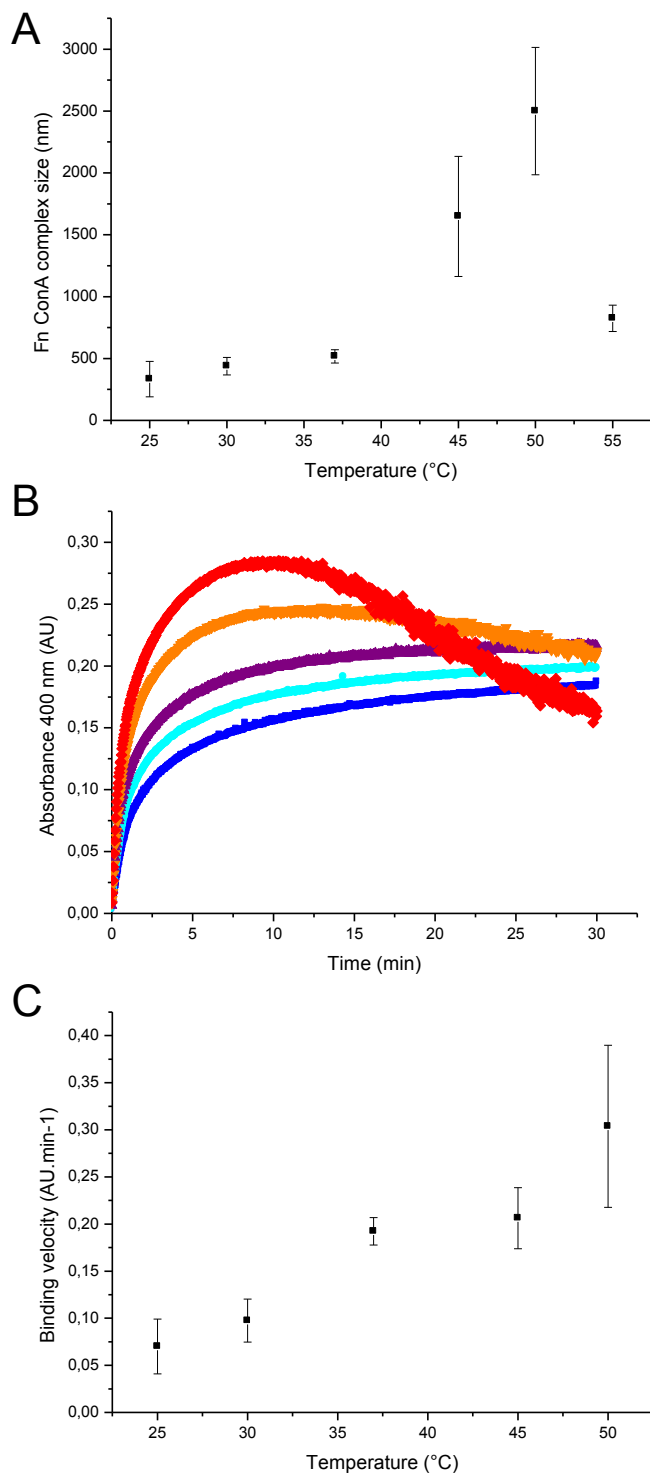 A
3000
2500
2000
1500
1000
500
0
Fn ConA complex size (nm)
25 30 35 40 45 50 55
Temperature (°C)
B
0,30
0,25
0,20
0,15
0,10
0,05
0,00
Absorbance 400 nm (AU)
0 5 10 15 20 25 30
Time (min)
C
0,40
0,35
0,30
0,25
0,20
0,15
0,10
0,05
0,00
Binding velocity (AU.min-1)
25 30 35 40 45 50
Temperature (°C)